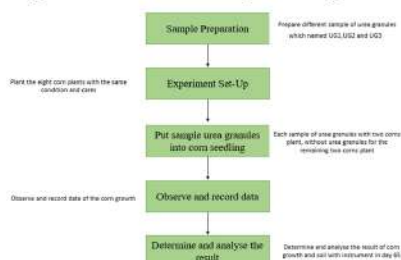 Sample Preparation
Prepare different sample of urea granules
which named UG1,UG2 and UG3
Plant the eight corn plants with the same
condition and cares
Experiment Set-Up
Put sample urea granules
into corn seedling
Each sample of urea granules with two corns
plant, without urea granules for the
remaining two corns plant
Observe and record date of the corn growth
Observe and record data
Determine and analyse the
result
Determine and analyse the result of corn
growth and soil with instrument in day 65